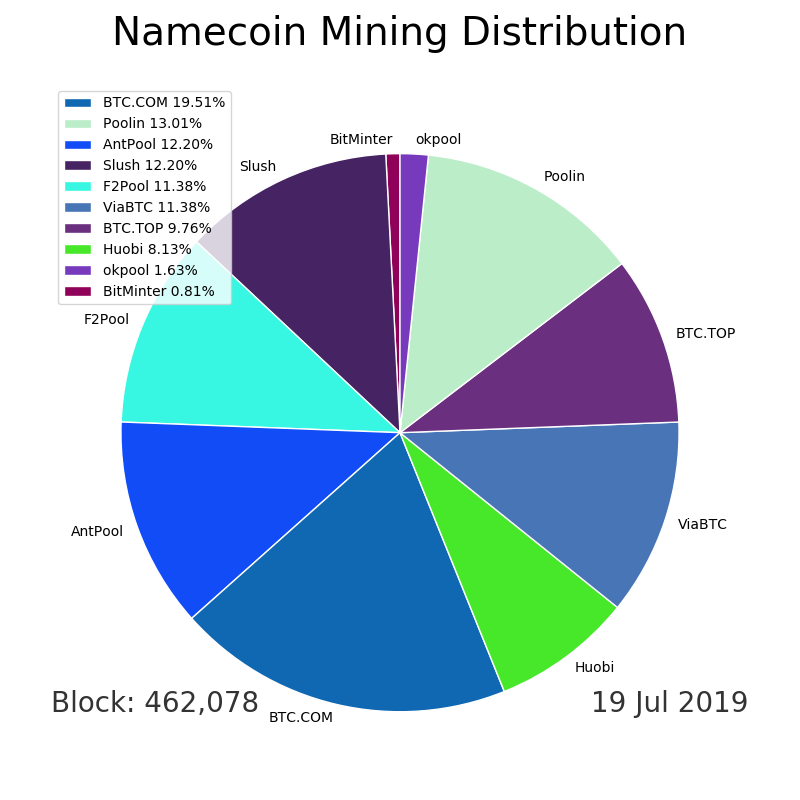 Namecoin Mining Distribution
BTC.COM 19.51%
Poolin 13.01%
AntPool 12.20%
Slush 12.20%
F2Pool 11.38%
ViaBTC 11.38%
BTC.TOP 9.76%
Huobi 8.13%
okpool 1.63%
BitMinter 0.81%
BitMinter
okpool
Slush
Poolin
F2Pool
BTC.TOP
AntPool
ViaBTC
Huobi
BTC.COM
Block: 462,078
19 Jul 2019